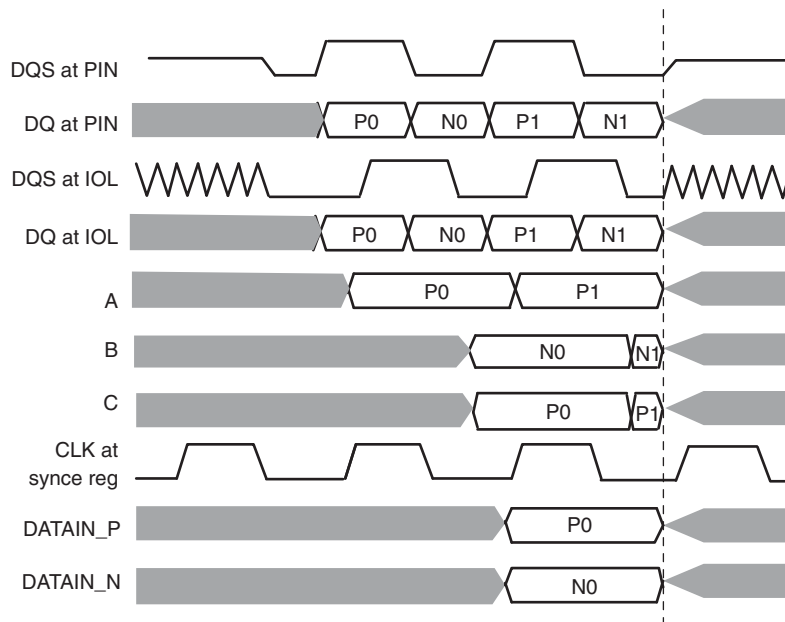 DQS at PIN
DQ at PIN P0 N0 P1 N1
DQS at IOL
DQ at IOL P0 N0 P1 N1
A P0 P1
B N0 N1
C P0 P1
CLK at
synce reg
DATAIN_P P0
DATAIN_N N0